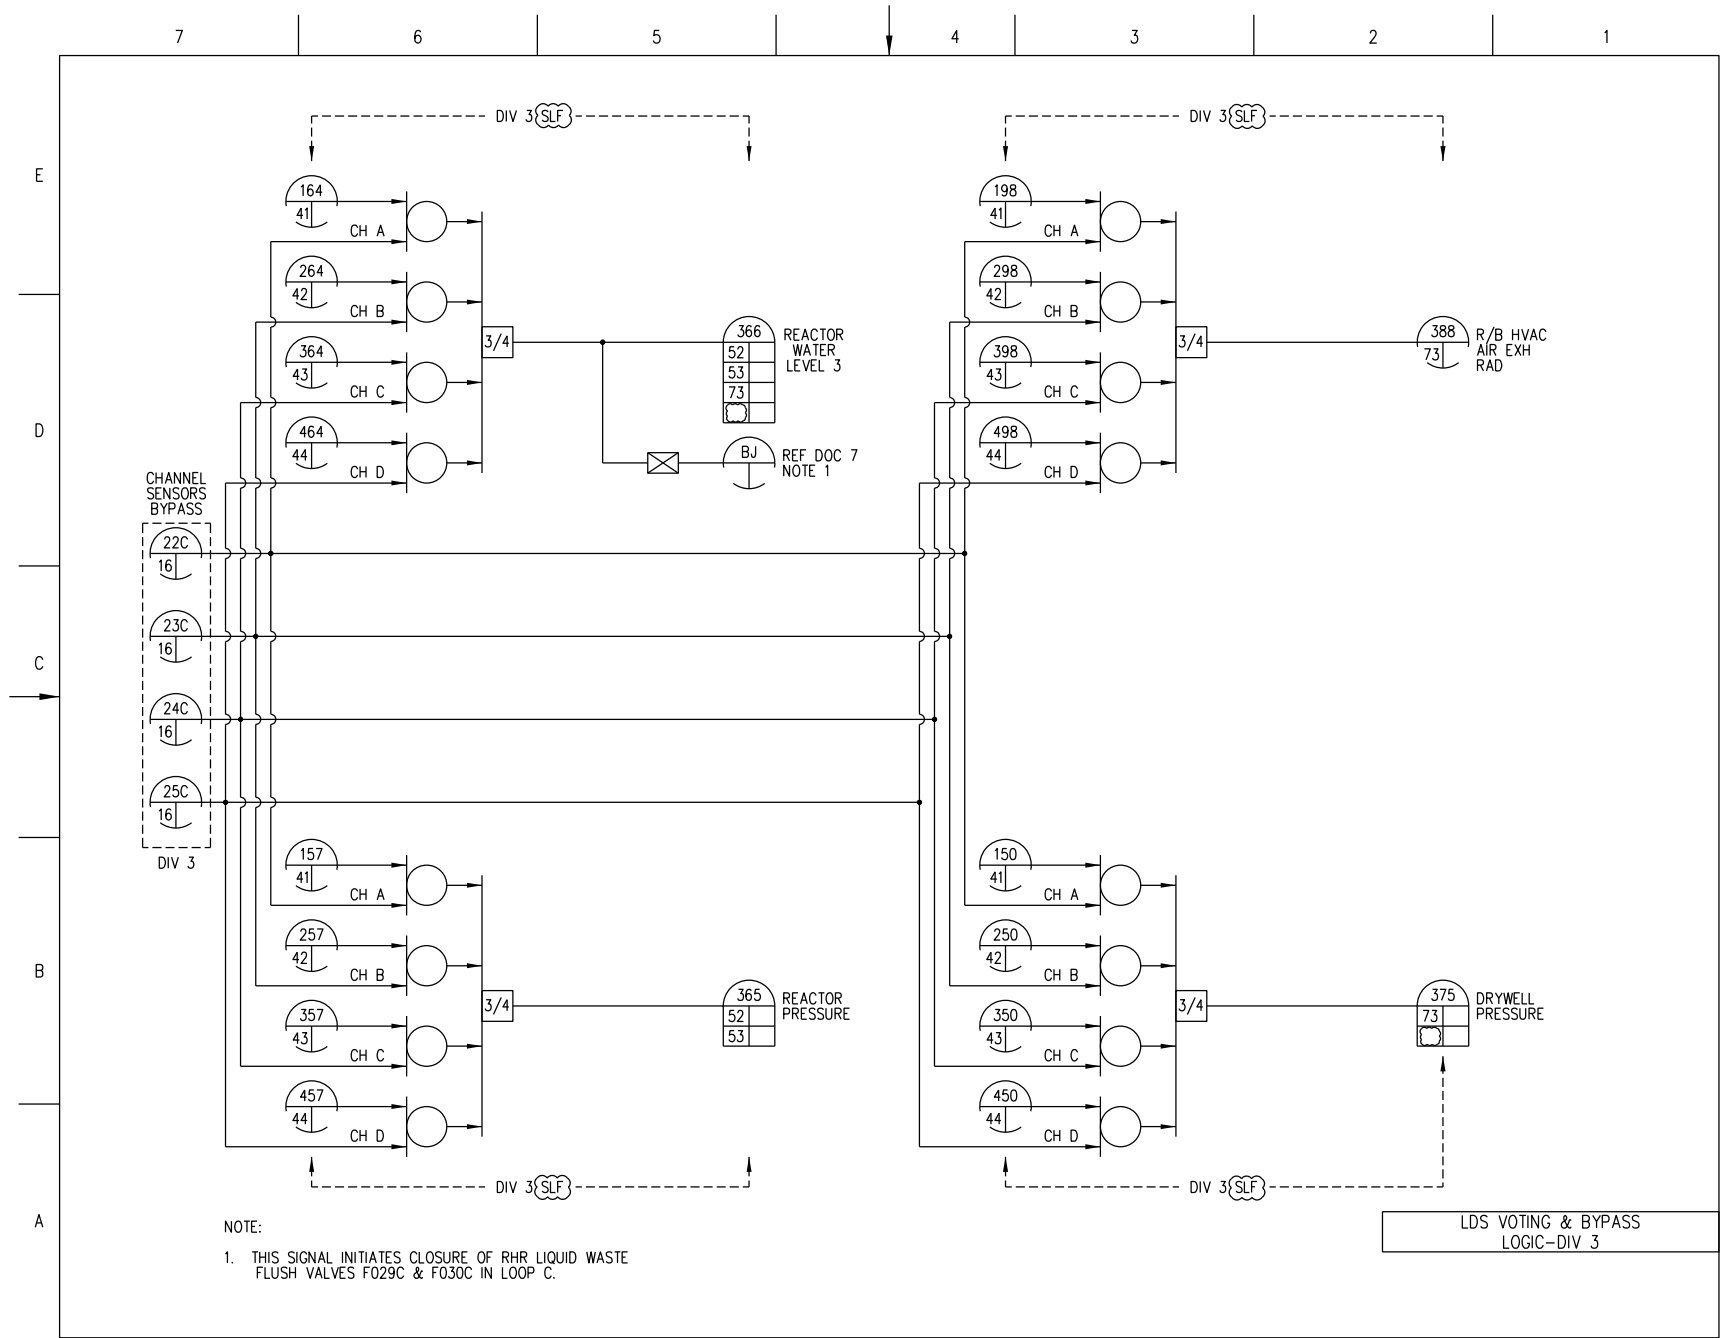 7 6 5 4 3 2 1
E
D
C
B
A
DIV 3 SLF
164
41
CH A
264
42
CH B
364
43
CH C
464
44
CH D
3/4
366
52
53
73
REACTOR
WATER
LEVEL 3
BJ
REF DOC 7
NOTE 1
DIV 3 SLF
198
41
CH A
298
42
CH B
398
43
CH C
498
44
CH D
3/4
388
73
R/B HVAC
AIR EXH
RAD
CHANNEL
SENSORS
BYPASS
22C
16
23C
16
24C
16
25C
16
DIV 3
157
41
CH A
257
42
CH B
357
43
CH C
457
44
CH D
3/4
365
52
53
REACTOR
PRESSURE
DIV 3 SLF
150
41
CH A
250
42
CH B
350
43
CH C
450
44
CH D
3/4
375
73
DRYWELL
PRESSURE
DIV 3 SLF
NOTE:
1. THIS SIGNAL INITIATES CLOSURE OF RHR LIQUID WASTE
FLUSH VALVES F029C & F030C IN LOOP C.
LDS VOTING & BYPASS
LOGIC-DIV 3